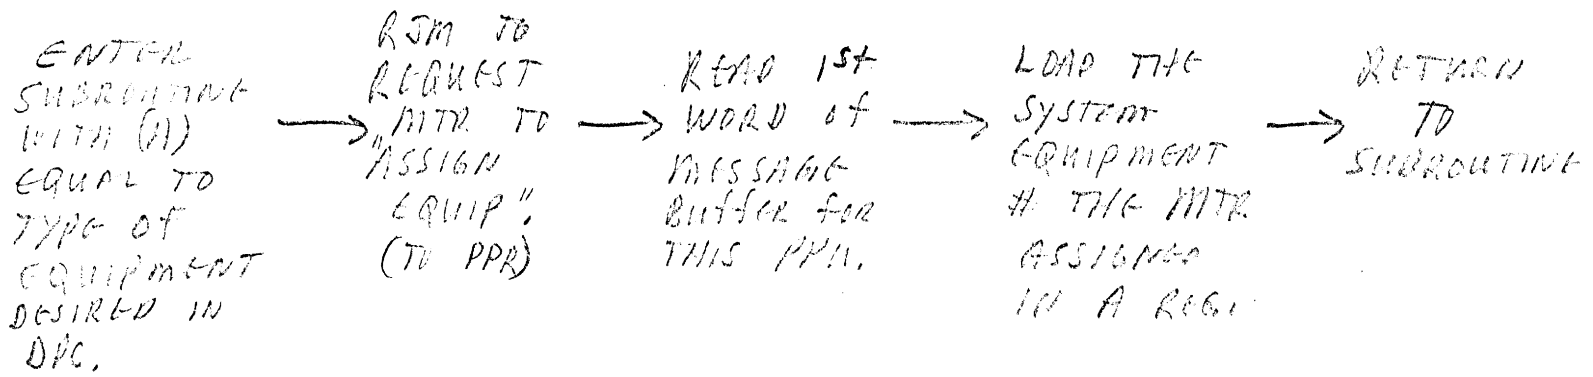 ENTER
SUBROUTINE
WITH (A)
EQUAL TO
TYPE OF
EQUIPMENT
DESIRED IN
DPC.
RJM TO
REQUEST
MTR TO
"ASSIGN
EQUIP".
(TO PPR)
READ 1st
WORD of
MESSAGE
Buffer for
THIS PPU.
LOAD THE
SYSTEM
EQUIPMENT
# THE MTR
ASSIGNED
IN A REG.
RETURN
TO
SUBROUTINE